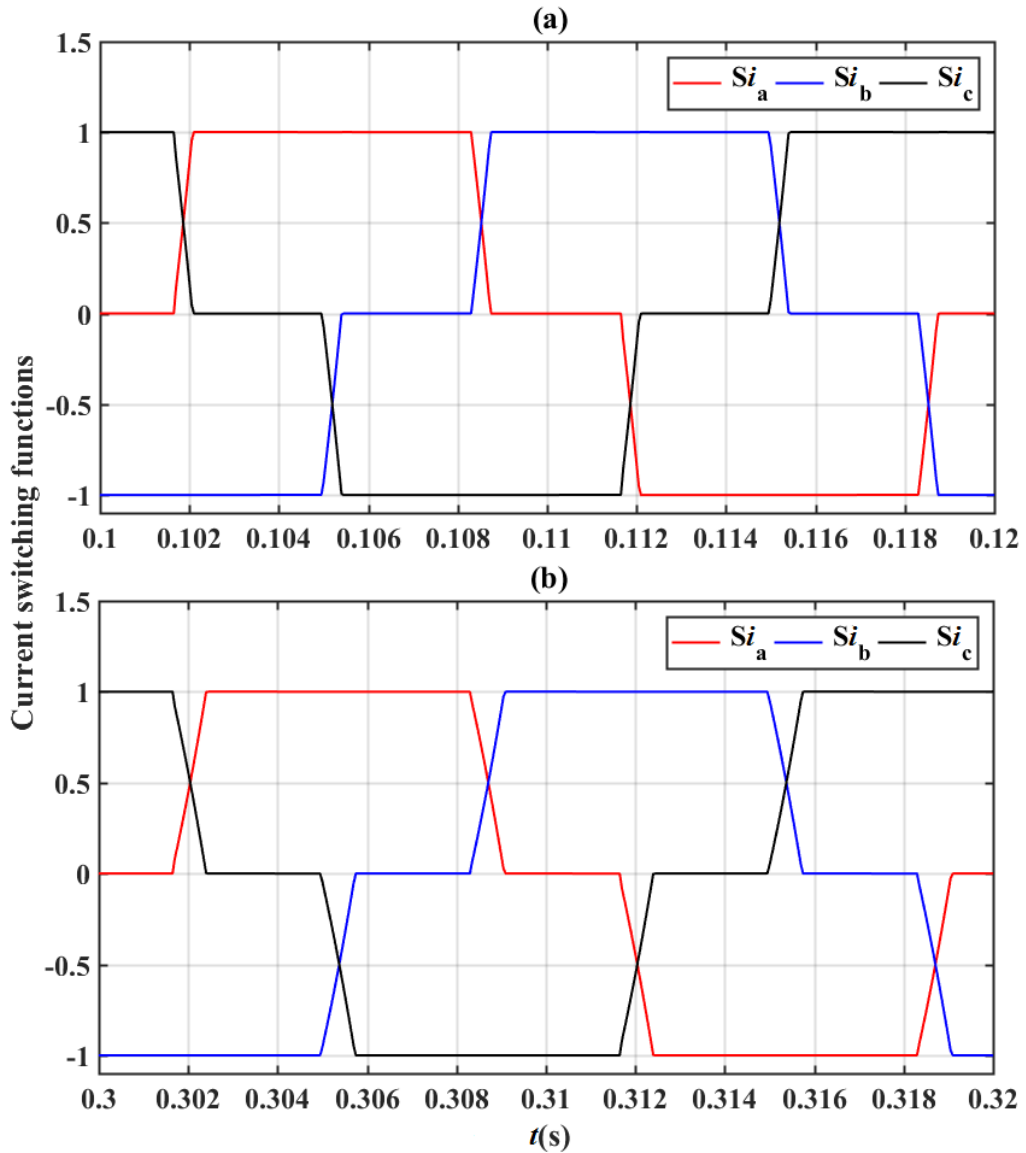 (a)
1.5
Si_a Si_b Si_c
1
0.5
0
-0.5
-1
0.1 0.102 0.104 0.106 0.108 0.11 0.112 0.114 0.116 0.118 0.12
Current switching functions
(b)
1.5
Si_a Si_b Si_c
1
0.5
0
-0.5
-1
0.3 0.302 0.304 0.306 0.308 0.31 0.312 0.314 0.316 0.318 0.32
t(s)